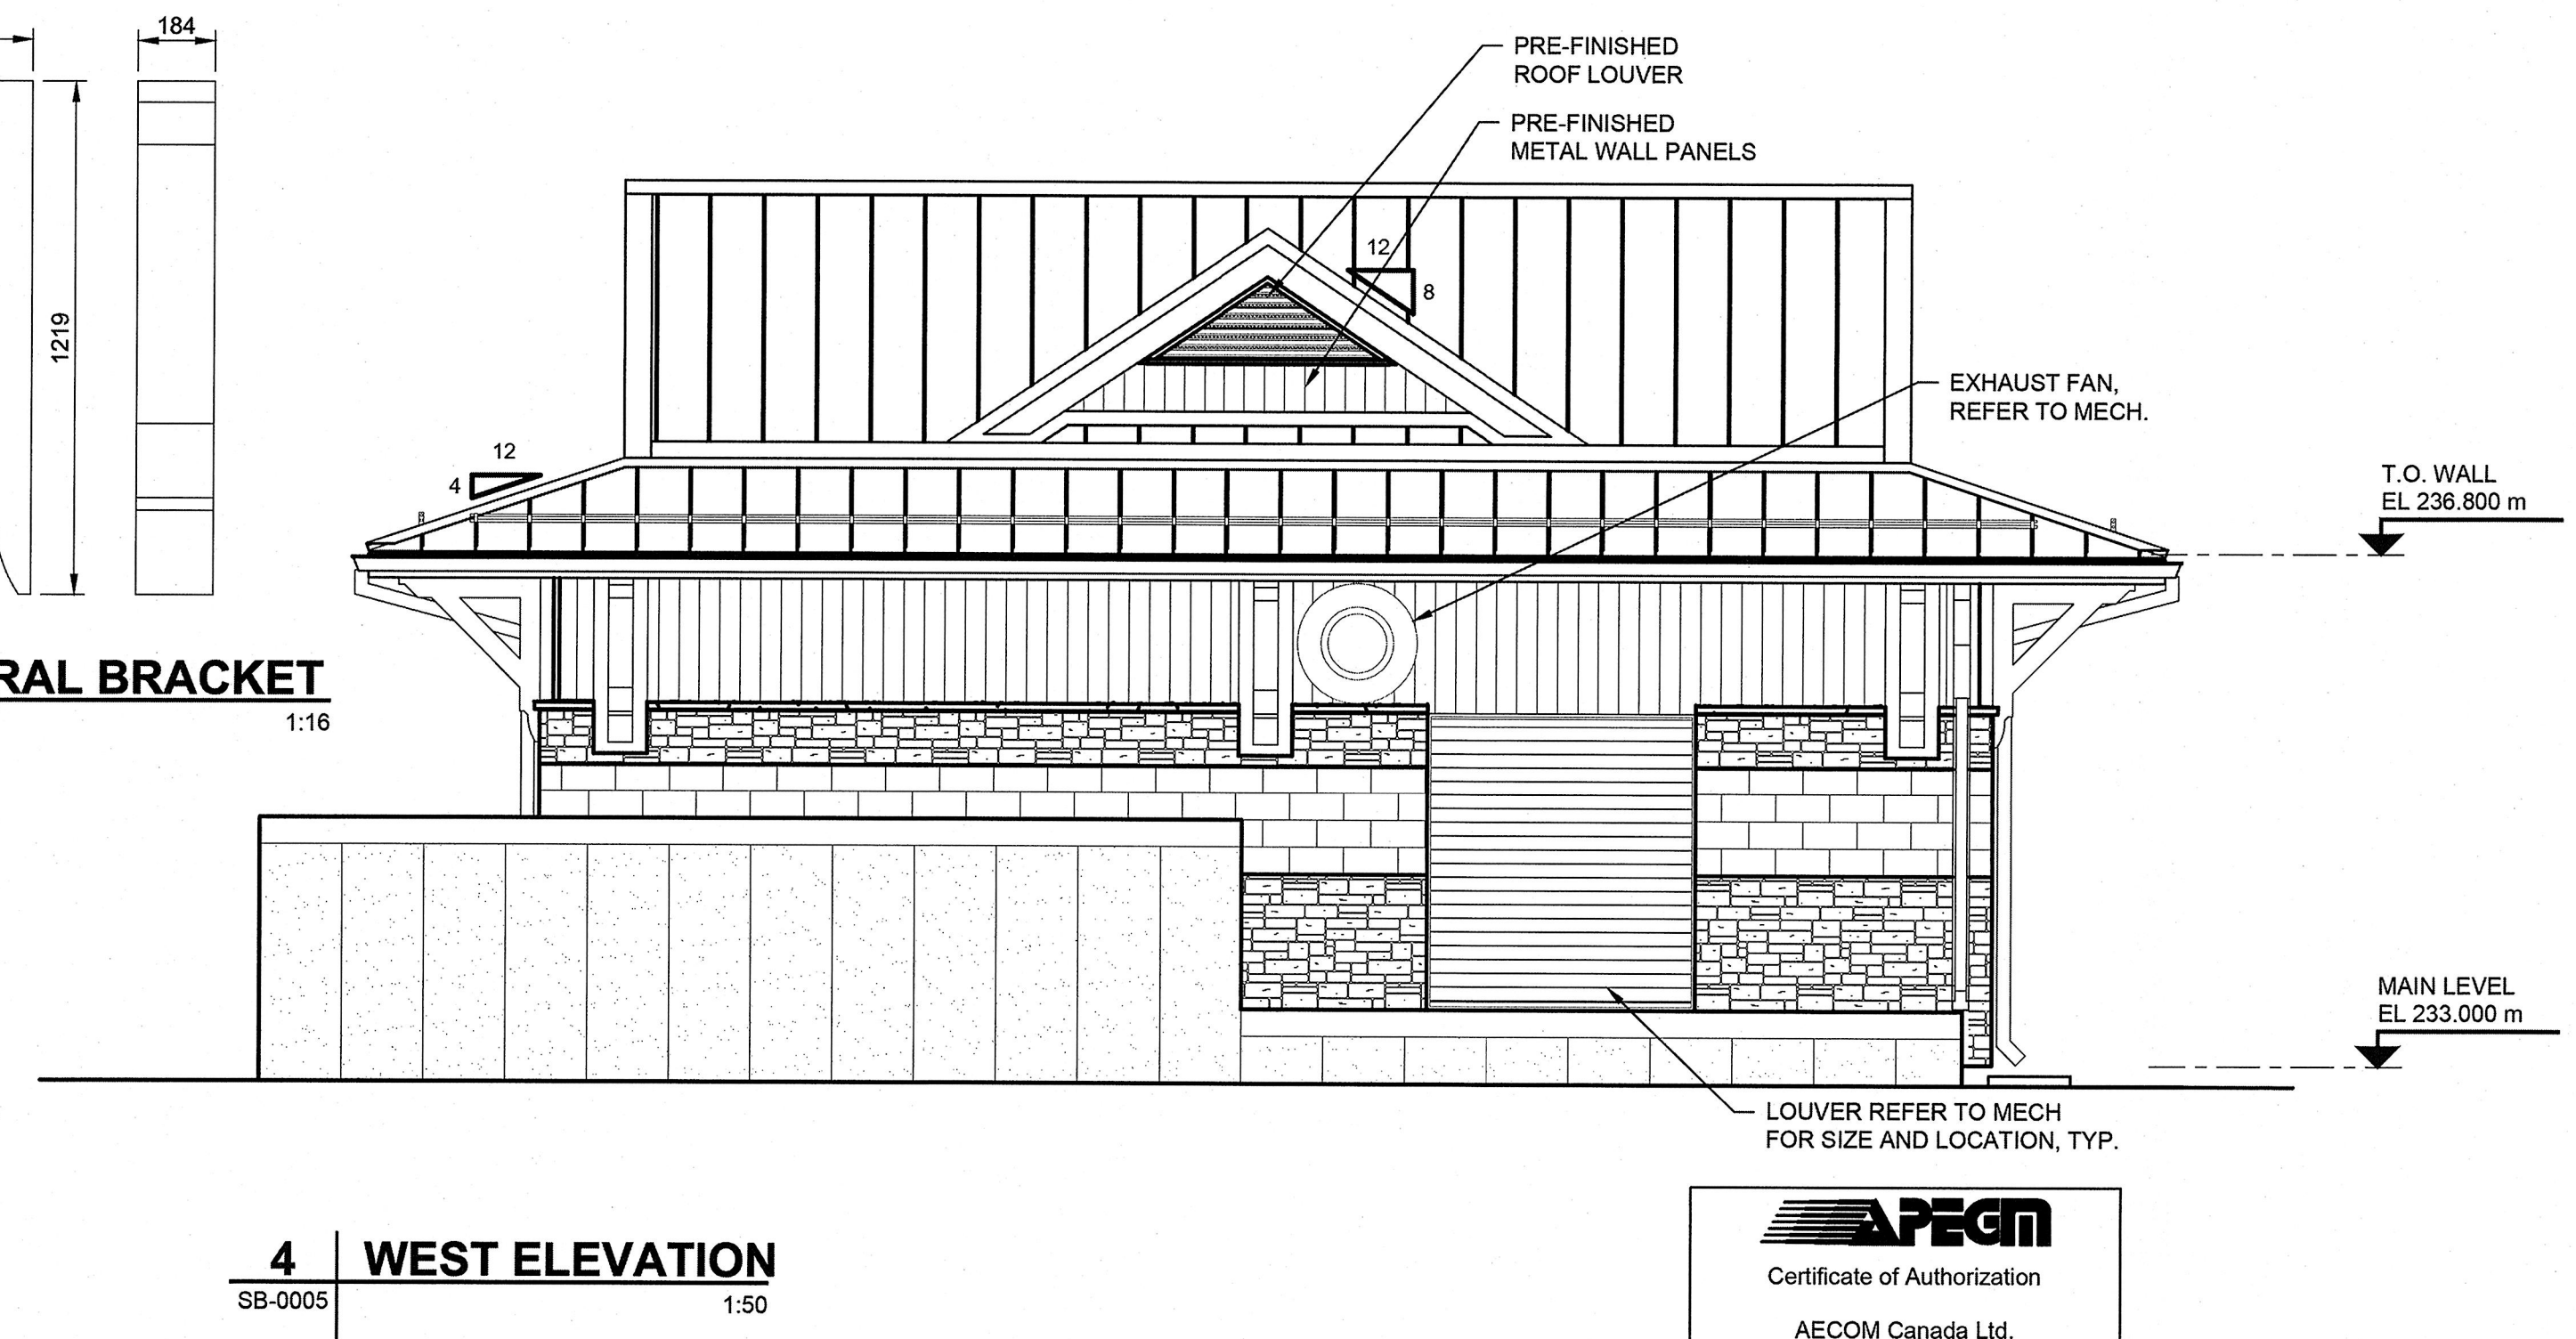 184
1219
RAL BRACKET
1:16
PRE-FINISHED
ROOF LOUVER
PRE-FINISHED
METAL WALL PANELS
12
8
EXHAUST FAN,
REFER TO MECH.
12
4
T.O. WALL
EL 236.800 m
MAIN LEVEL
EL 233.000 m
LOUVER REFER TO MECH
FOR SIZE AND LOCATION, TYP.
4 WEST ELEVATION
SB-0005 1:50
APEGM
Certificate of Authorization
AECOM Canada Ltd.